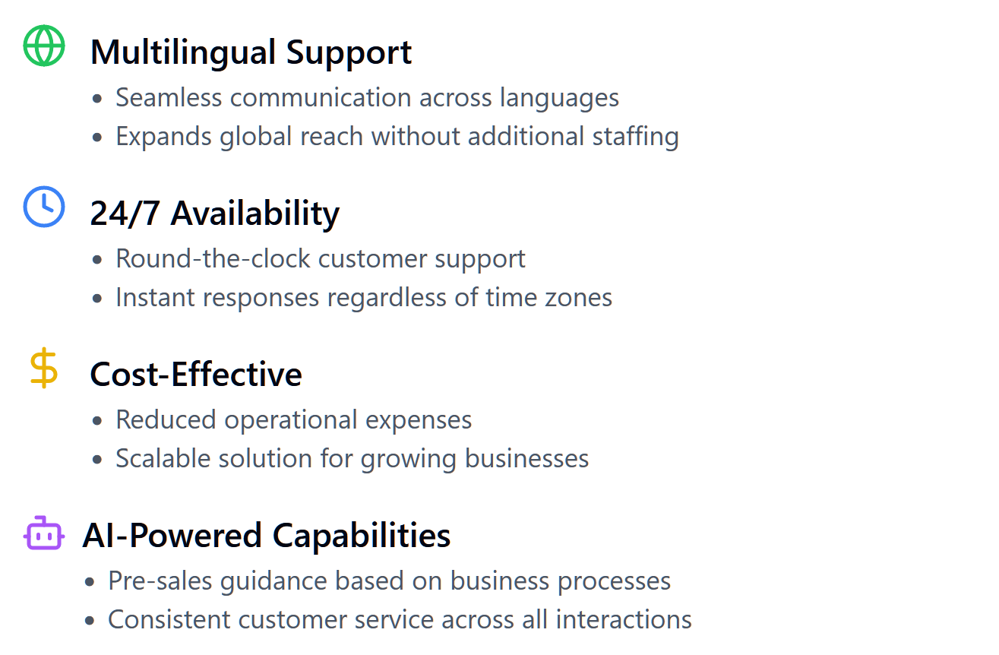 Multilingual Support
• Seamless communication across languages
• Expands global reach without additional staffing
24/7 Availability
• Round-the-clock customer support
• Instant responses regardless of time zones
Cost-Effective
• Reduced operational expenses
• Scalable solution for growing businesses
AI-Powered Capabilities
• Pre-sales guidance based on business processes
• Consistent customer service across all interactions